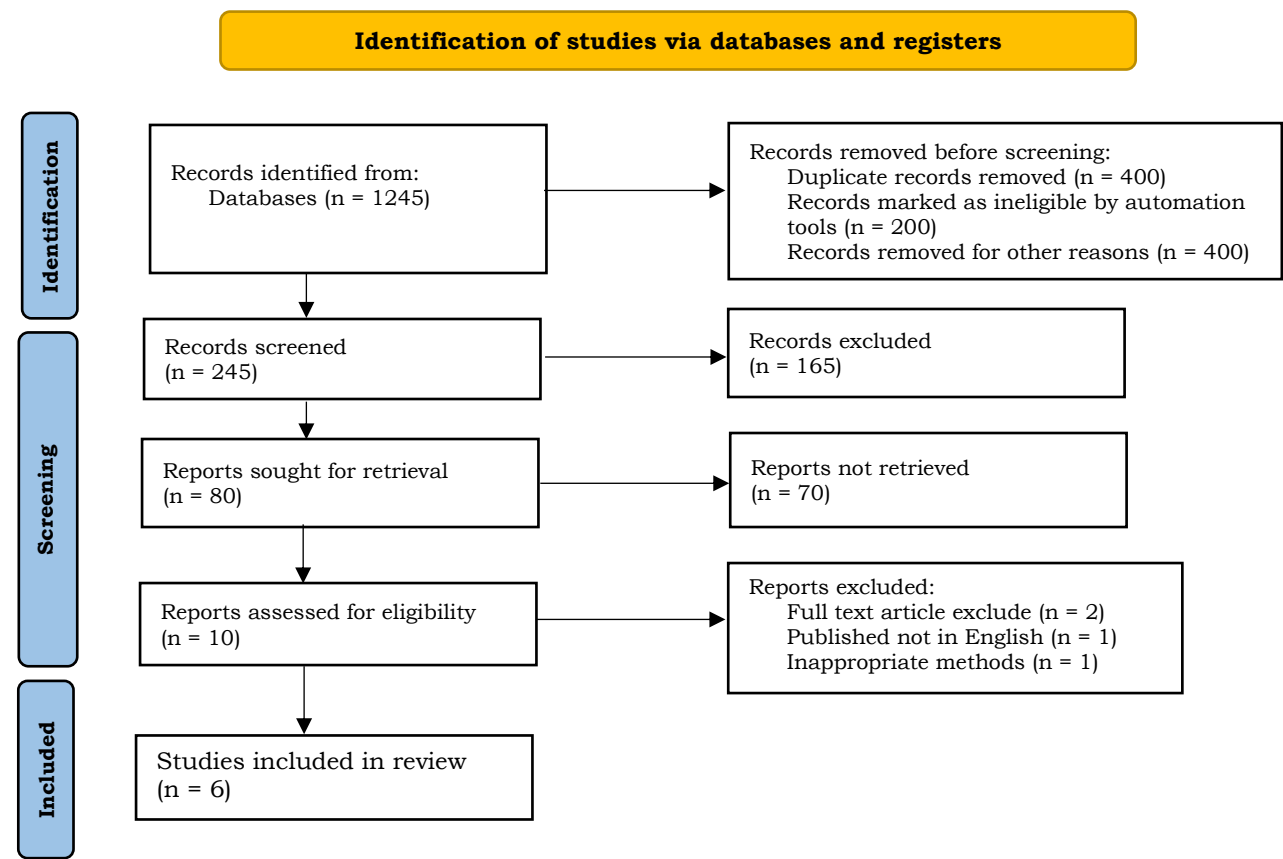 Identification of studies via databases and registers
Identification
Records identified from:
Databases (n = 1245)
Records removed before screening:
Duplicate records removed (n = 400)
Records marked as ineligible by automation
tools (n = 200)
Records removed for other reasons (n = 400)
Screening
Records screened
(n = 245)
Records excluded
(n = 165)
Reports sought for retrieval
(n = 80)
Reports not retrieved
(n = 70)
Reports assessed for eligibility
(n = 10)
Reports excluded:
Full text article exclude (n = 2)
Published not in English (n = 1)
Inappropriate methods (n = 1)
Included
Studies included in review
(n = 6)